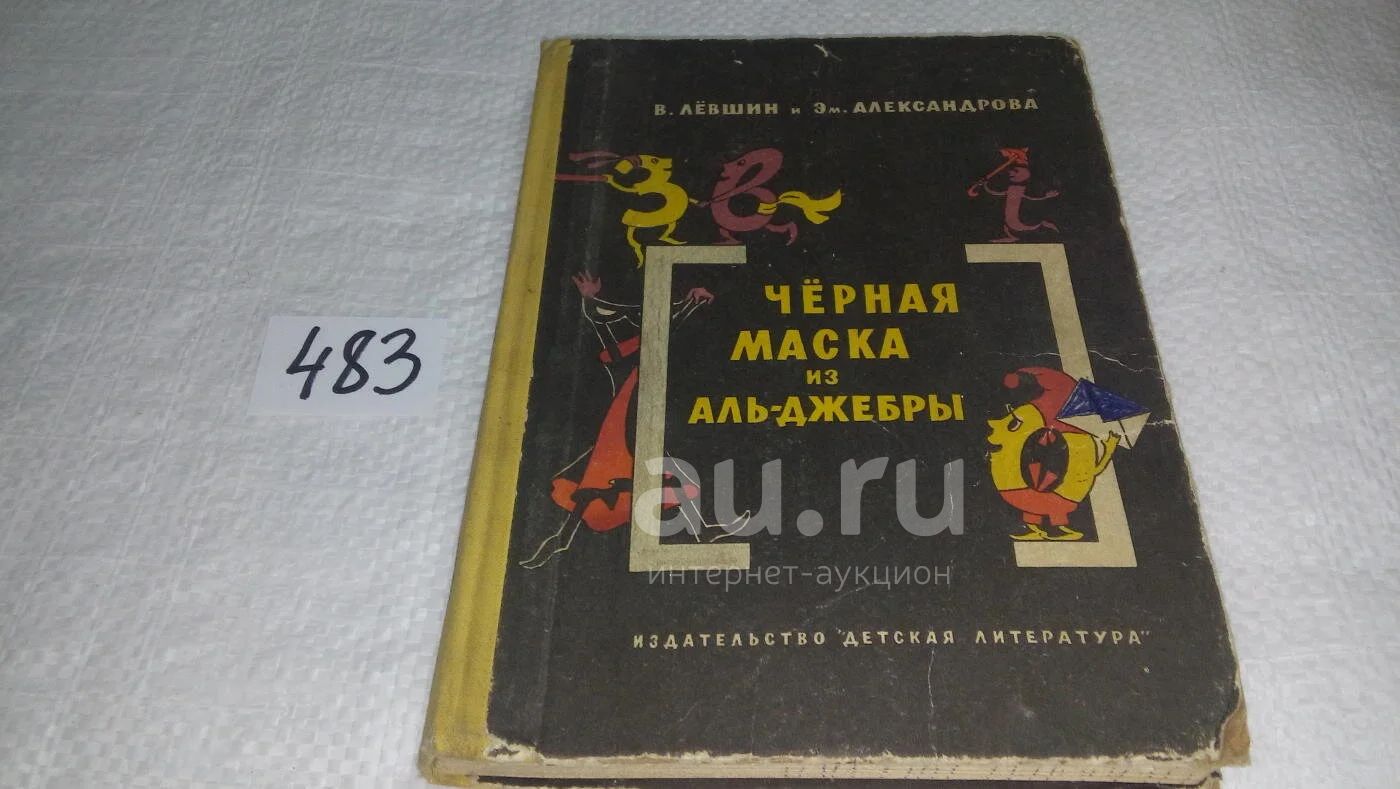 В. ЛЁВШИН и Эм. АЛЕКСАНДРОВА
ЧЁРНАЯ
МАСКА
ИЗ
АЛЬ-ДЖЕБРЫ
483
au.ru
интернет-аукцион
ИЗДАТЕЛЬСТВО "ДЕТСКАЯ ЛИТЕРАТУРА"